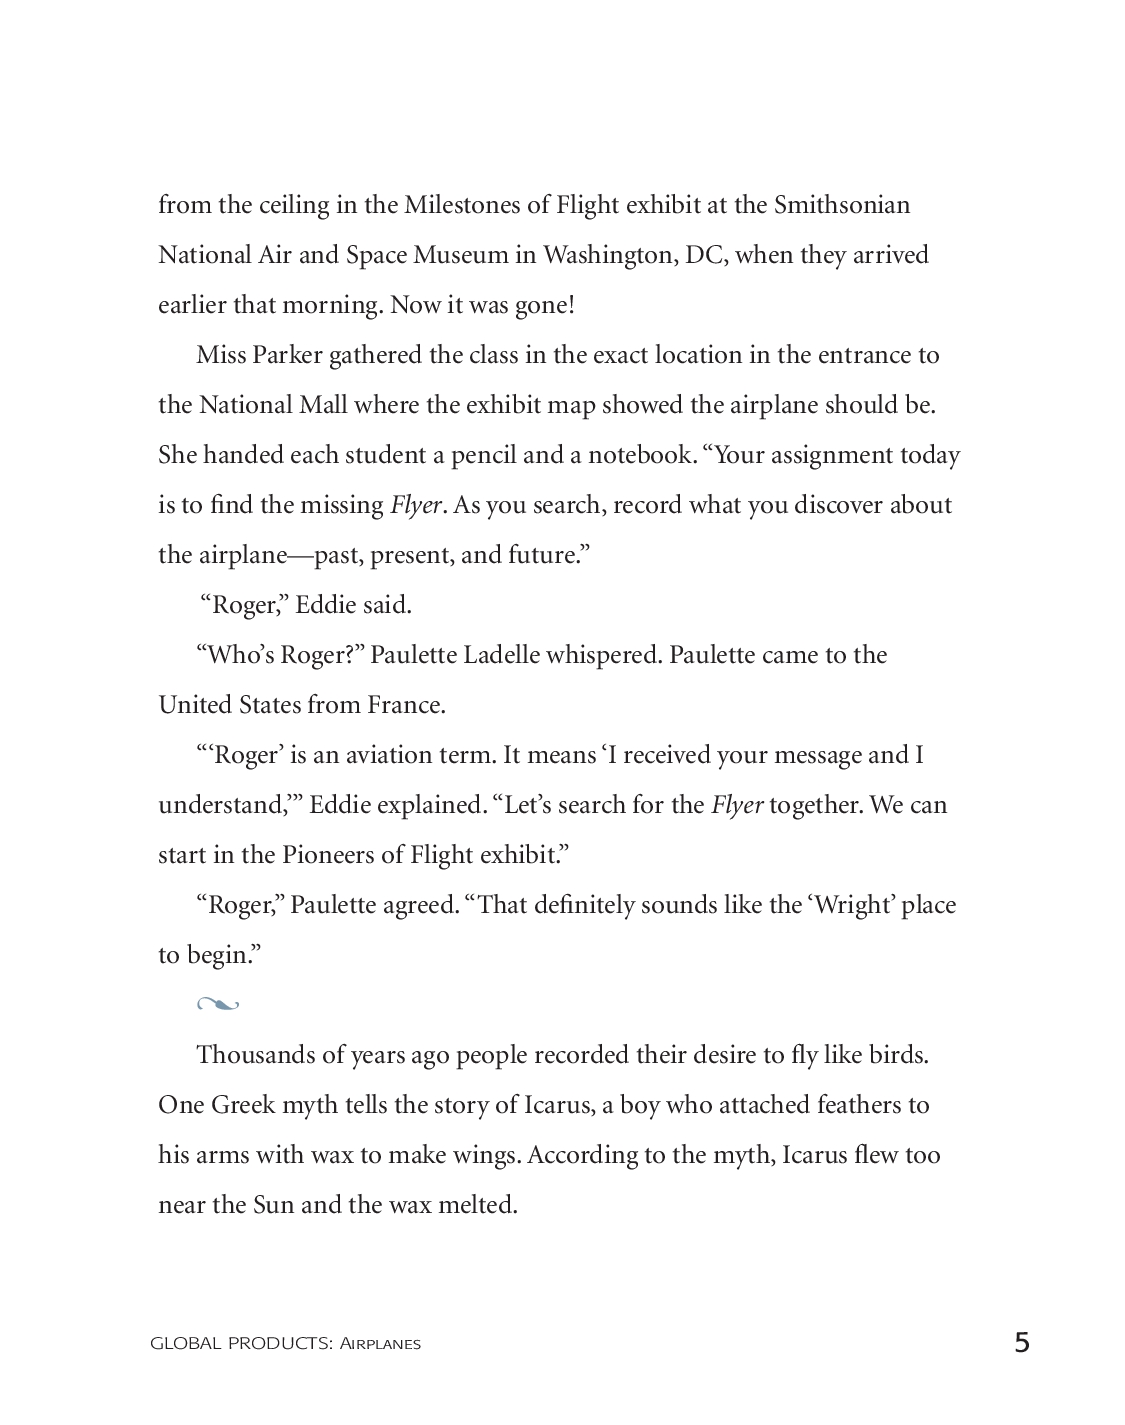 from the ceiling in the Milestones of Flight exhibit at the Smithsonian
National Air and Space Museum in Washington, DC, when they arrived
earlier that morning. Now it was gone!
Miss Parker gathered the class in the exact location in the entrance to
the National Mall where the exhibit map showed the airplane should be.
She handed each student a pencil and a notebook. “Your assignment today
is to find the missing Flyer. As you search, record what you discover about
the airplane—past, present, and future.”
“Roger,” Eddie said.
“Who’s Roger?” Paulette Ladelle whispered. Paulette came to the
United States from France.
“‘Roger’ is an aviation term. It means ‘I received your message and I
understand,’” Eddie explained. “Let’s search for the Flyer together. We can
start in the Pioneers of Flight exhibit.”
“Roger,” Paulette agreed. “That definitely sounds like the ‘Wright’ place
to begin.”
Thousands of years ago people recorded their desire to fly like birds.
One Greek myth tells the story of Icarus, a boy who attached feathers to
his arms with wax to make wings. According to the myth, Icarus flew too
near the Sun and the wax melted.
GLOBAL PRODUCTS: AIRPLANES
5